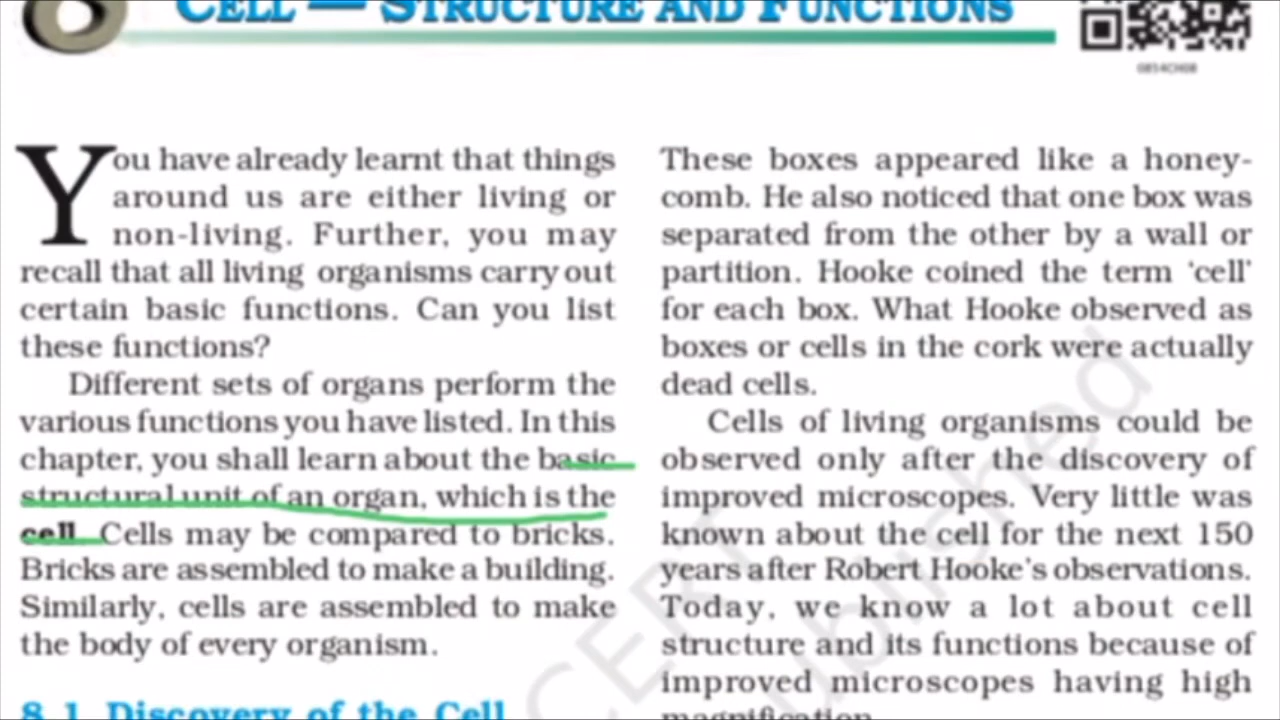 8 CELL — STRUCTURE AND FUNCTIONS
0854CH08
You have already learnt that things
around us are either living or
non-living. Further, you may
recall that all living organisms carry out
certain basic functions. Can you list
these functions?
Different sets of organs perform the
various functions you have listed. In this
chapter, you shall learn about the basic
structural unit of an organ, which is the
cell. Cells may be compared to bricks.
Bricks are assembled to make a building.
Similarly, cells are assembled to make
the body of every organism.
8.1 Discovery of the Cell
These boxes appeared like a honey-
comb. He also noticed that one box was
separated from the other by a wall or
partition. Hooke coined the term ‘cell’
for each box. What Hooke observed as
boxes or cells in the cork were actually
dead cells.
Cells of living organisms could be
observed only after the discovery of
improved microscopes. Very little was
known about the cell for the next 150
years after Robert Hooke’s observations.
Today, we know a lot about cell
structure and its functions because of
improved microscopes having high
magnification.
CERT
ublished